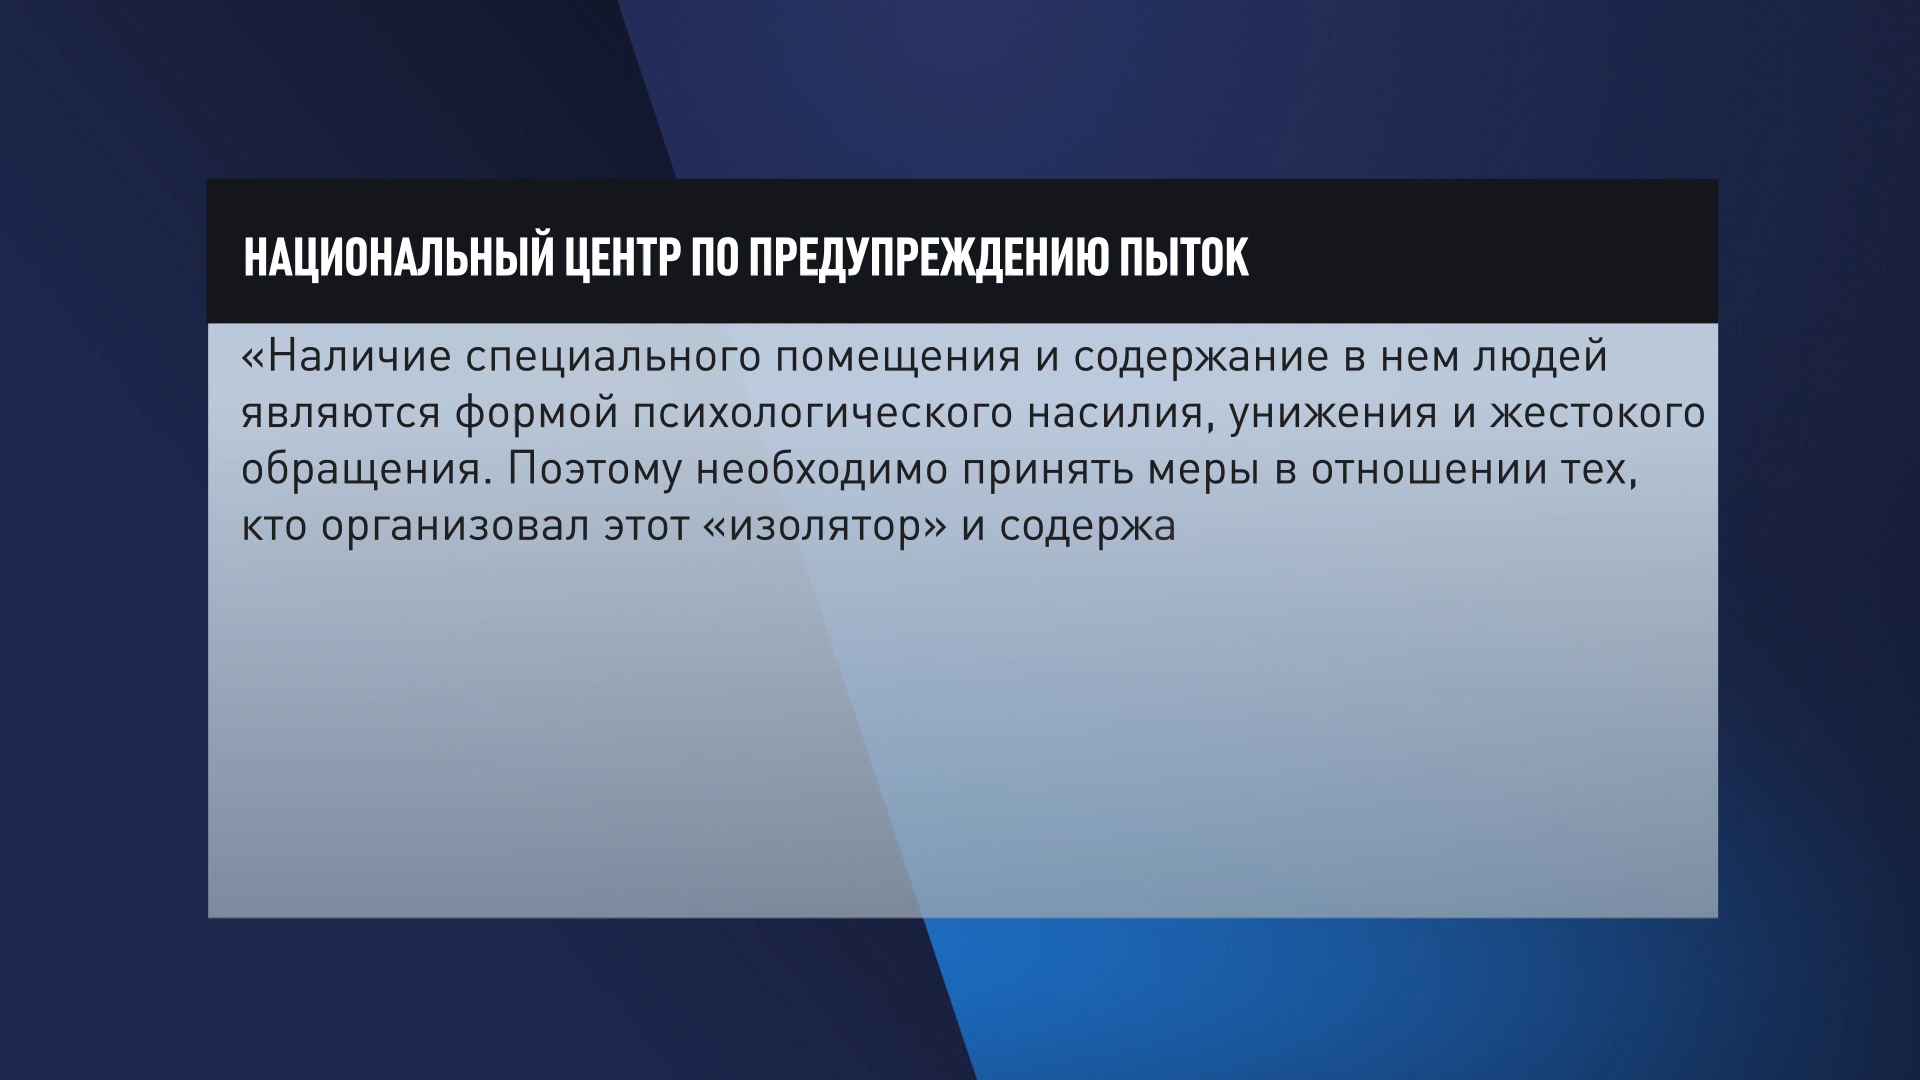 НАЦИОНАЛЬНЫЙ ЦЕНТР ПО ПРЕДУПРЕЖДЕНИЮ ПЫТОК
«Наличие специального помещения и содержание в нем людей
являются формой психологического насилия, унижения и жестокого
обращения. Поэтому необходимо принять меры в отношении тех,
кто организовал этот «изолятор» и содержа